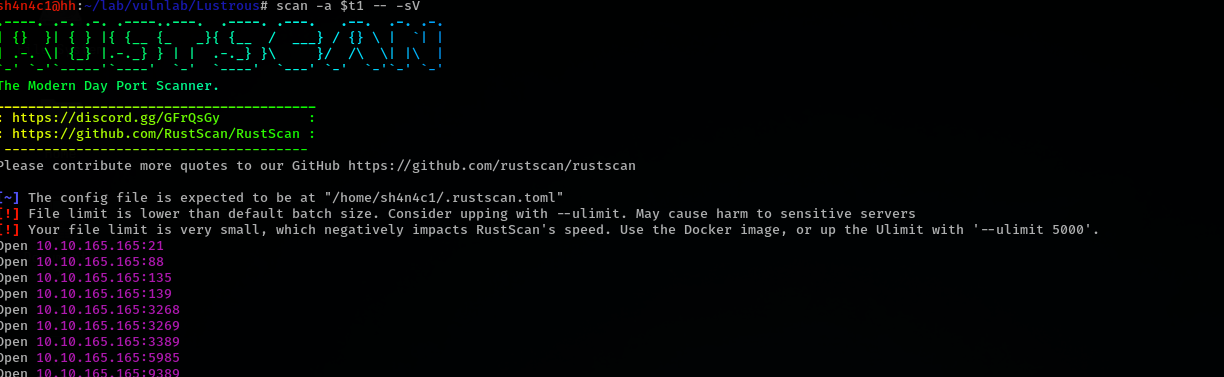 sh4n4c1@hh:~/lab/vulnlab/Lustrous# scan -a $t1 -- -sV
.----. .-. .-. .----..---.  .----. .---.   .--.  .-. .-.
| {}  }| { } |{ {__ {_   _}{ {__  /  ___} / {} \ |  `| |
| .-. \| {_} |.-._} } | |  .-._} }\     }/  /\  \| |\  |
`-' `-'`-----'`----'  `-'  `----'  `---' `-'  `-'`-' `-'
The Modern Day Port Scanner.
________________________________________
: https://discord.gg/GFrQsGy           :
: https://github.com/RustScan/RustScan :
 --------------------------------------
Please contribute more quotes to our GitHub https://github.com/rustscan/rustscan
[~] The config file is expected to be at "/home/sh4n4c1/.rustscan.toml"
[!] File limit is lower than default batch size. Consider upping with --ulimit. May cause harm to sensitive servers
[!] Your file limit is very small, which negatively impacts RustScan's speed. Use the Docker image, or up the Ulimit with '--ulimit 5000'.
Open 10.10.165.165:21
Open 10.10.165.165:88
Open 10.10.165.165:135
Open 10.10.165.165:139
Open 10.10.165.165:3268
Open 10.10.165.165:3269
Open 10.10.165.165:3389
Open 10.10.165.165:5985
Open 10.10.165.165:9389